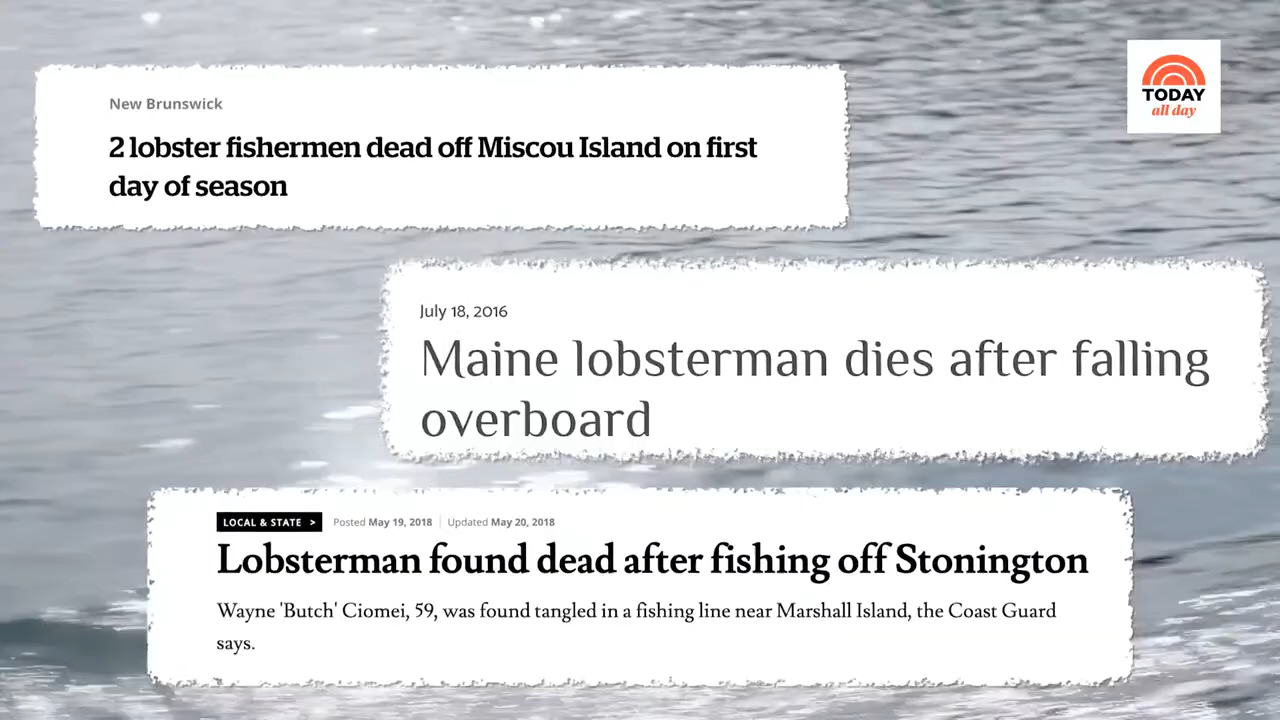 New Brunswick
2 lobster fishermen dead off Miscou Island on first
day of season
TODAY
all day
July 18, 2016
Maine lobsterman dies after falling
overboard
LOCAL & STATE > Posted May 19, 2018 Updated May 20, 2018
Lobsterman found dead after fishing off Stonington
Wayne 'Butch' Ciomei, 59, was found tangled in a fishing line near Marshall Island, the Coast Guard
says.